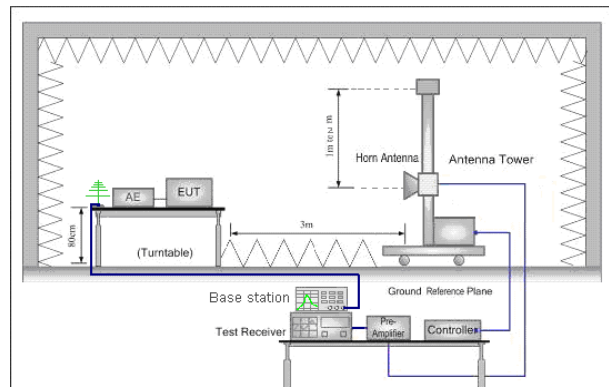 1m to 2 m
Horn Antenna
Antenna Tower
AE
EUT
3m
80cm
(Turntable)
Base station
Ground Reference Plane
Test Receiver
Pre-
Amplifier
Controller